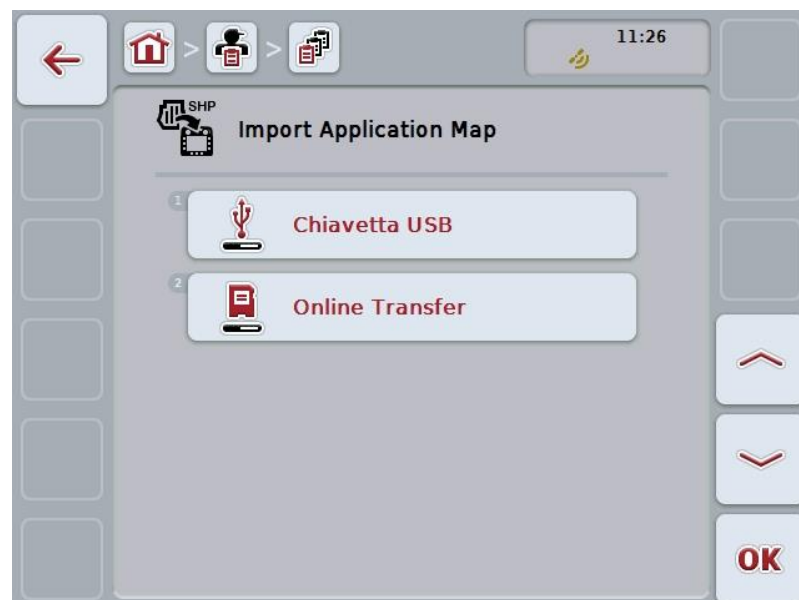 11:26
> >
SHP
Import Application Map
1
Chiavetta USB
2
Online Transfer
OK